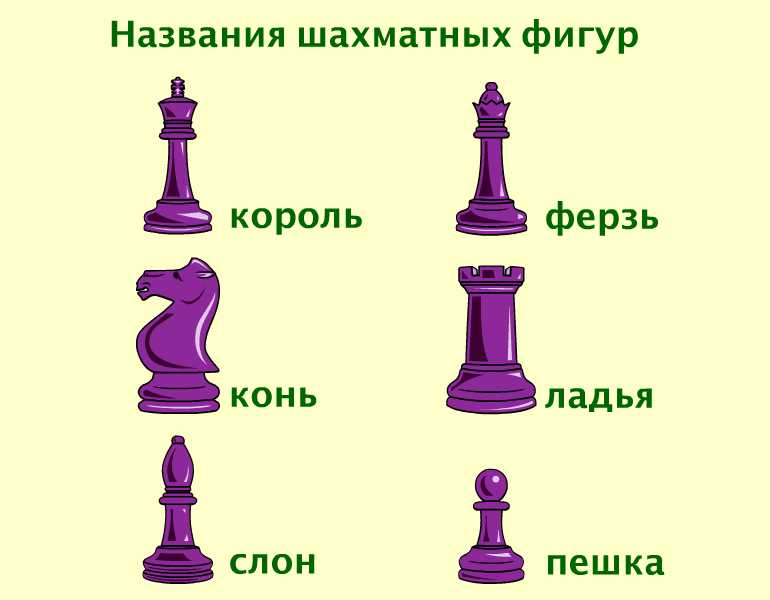 Названия шахматных фигур
король
ферзь
конь
ладья
слон
пешка